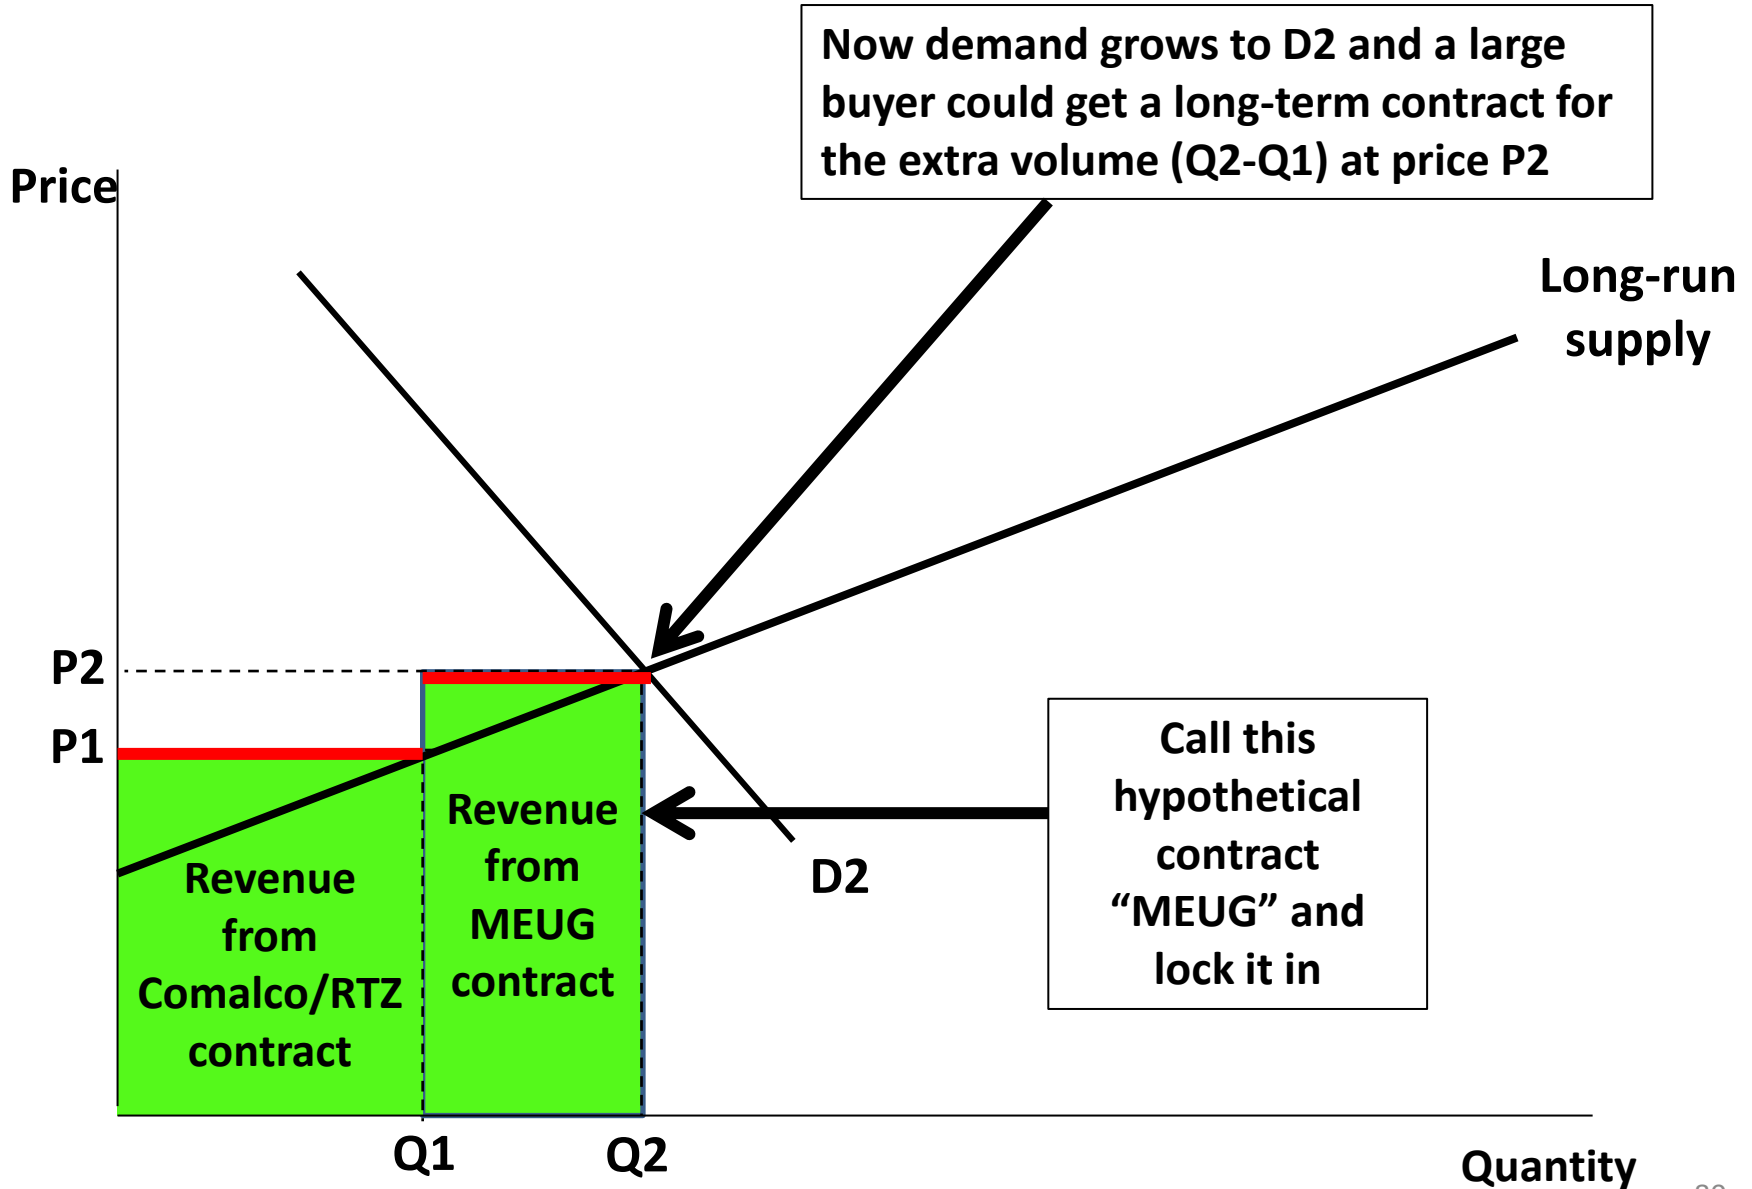 Now demand grows to D2 and a large
buyer could get a long-term contract for
the extra volume (Q2-Q1) at price P2
Price
Long-run
supply
P2
P1
Call this
hypothetical
contract
“MEUG” and
lock it in
Revenue
from
MEUG
contract
Revenue
from
Comalco/RTZ
contract
D2
Q1
Q2
Quantity